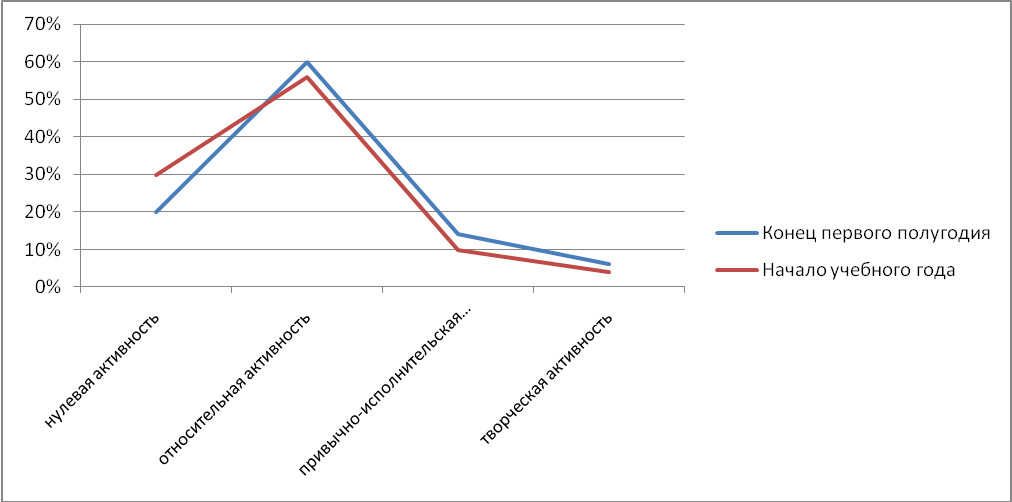 70%
60%
50%
40%
30%
20%
10%
0%
нулевая активность
относительная активность
привычно-исполнительская...
творческая активность
Конец первого полугодия
Начало учебного года